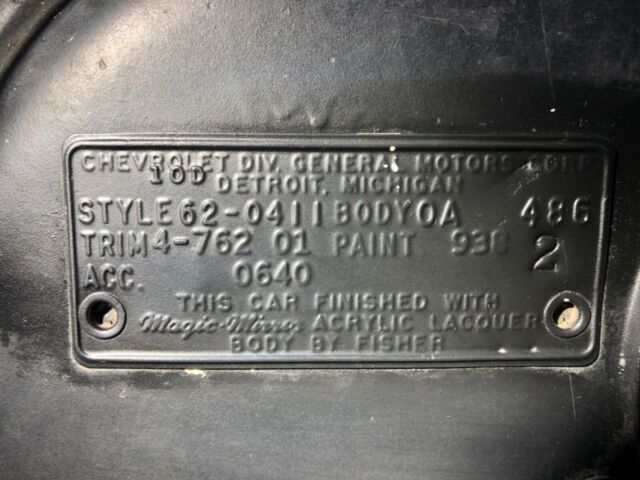 CHEVROLET DIV. GENERAL MOTORS CORP
10D DETROIT, MICHIGAN
STYLE 62-0411 BODY OA 486
TRIM 4-762 01 PAINT 938 2
ACC. 0640
THIS CAR FINISHED WITH
Magic-Mirror ACRYLIC LACQUER
BODY BY FISHER